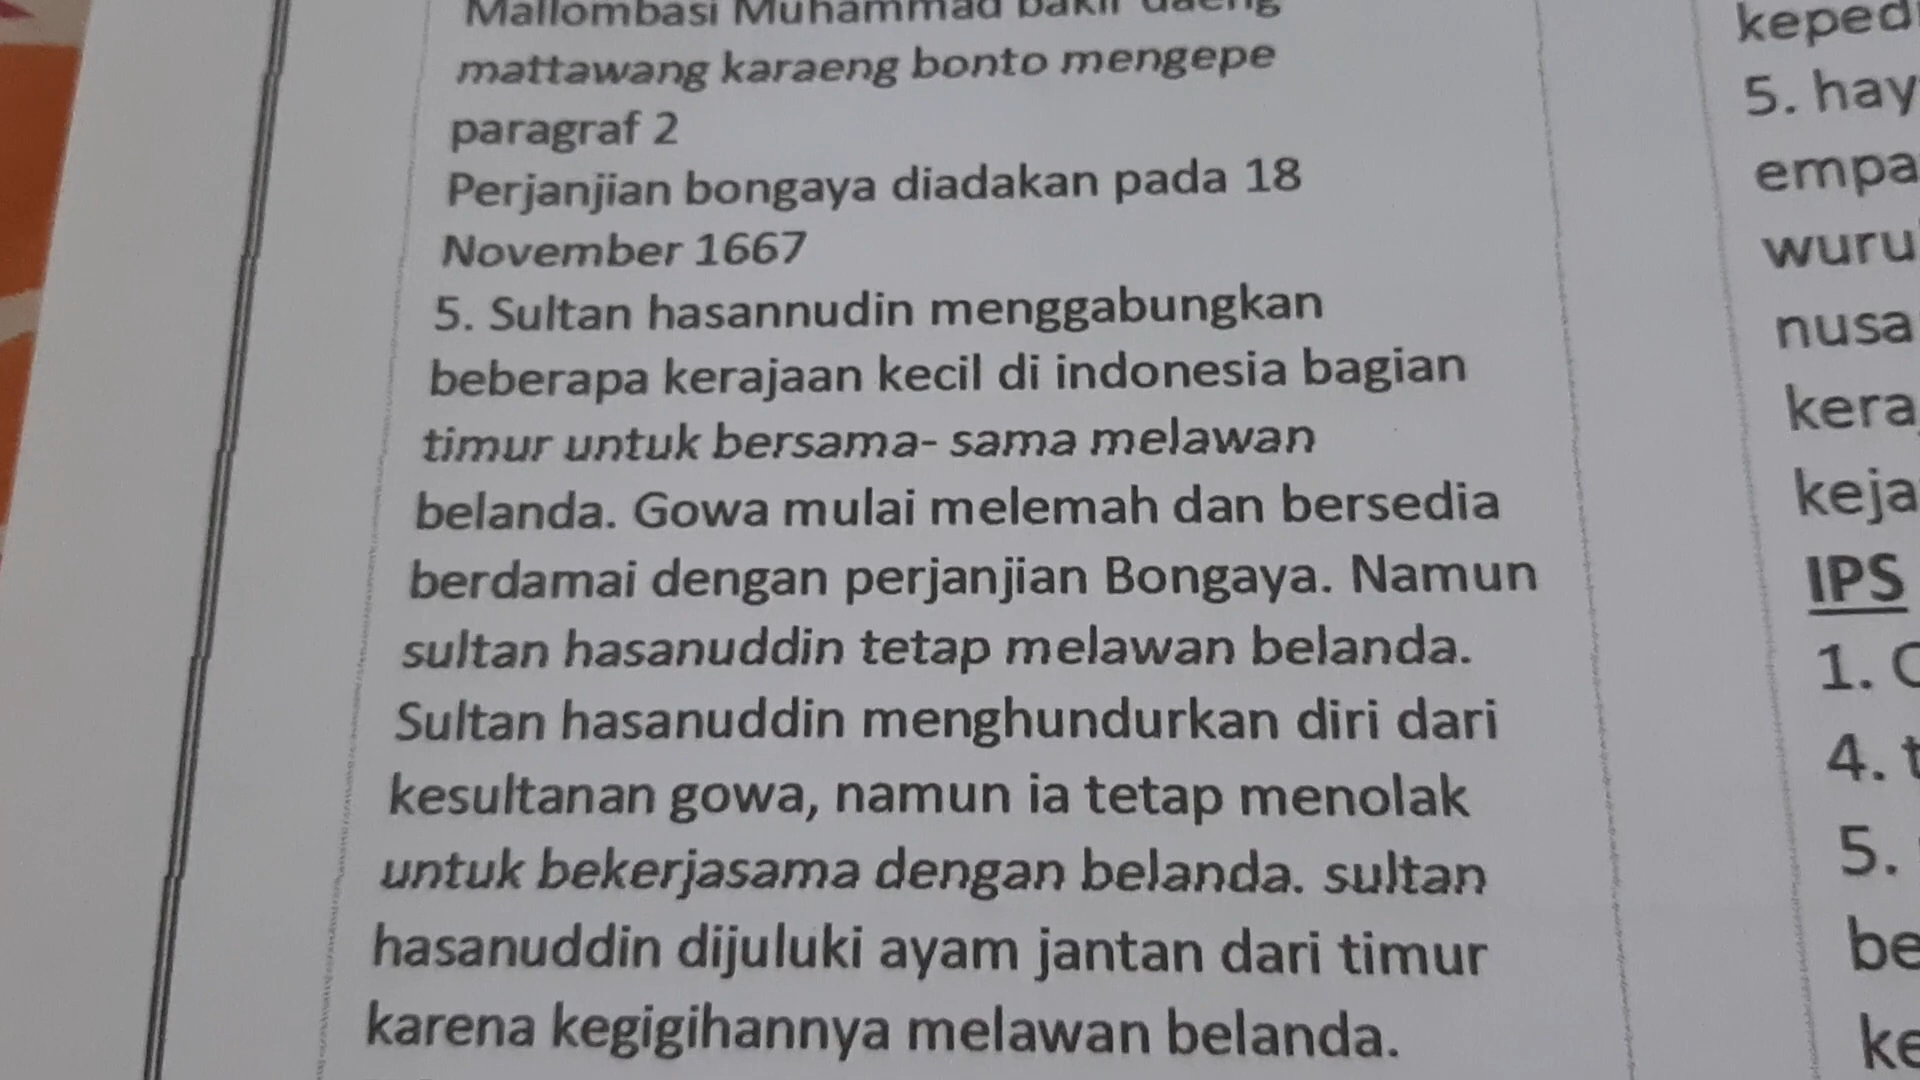 Mallombasi Muhammad bakir daeng
mattawang karaeng bonto mengepe
paragraf 2
Perjanjian bongaya diadakan pada 18
November 1667
5. Sultan hasannudin menggabungkan
beberapa kerajaan kecil di indonesia bagian
timur untuk bersama- sama melawan
belanda. Gowa mulai melemah dan bersedia
berdamai dengan perjanjian Bongaya. Namun
sultan hasanuddin tetap melawan belanda.
Sultan hasanuddin menghundurkan diri dari
kesultanan gowa, namun ia tetap menolak
untuk bekerjasama dengan belanda. sultan
hasanuddin dijuluki ayam jantan dari timur
karena kegigihannya melawan belanda.
5. hay
empa
wuru
nusa
kera
keja
IPS
1.
4.
5.
be
ke